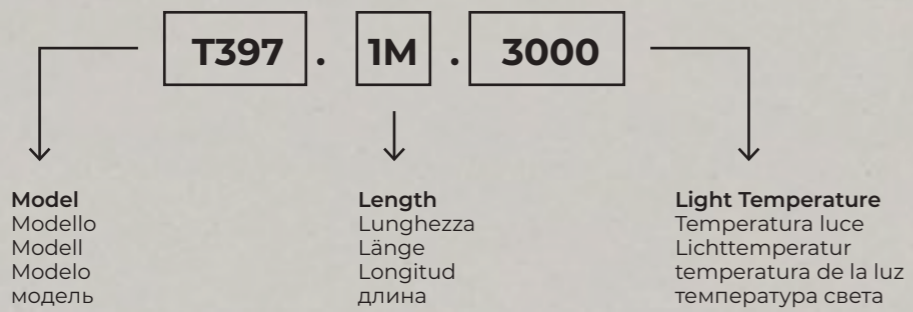 T397 . 1M . 3000
Model
Modello
Modell
Modelo
модель
Length
Lunghezza
Länge
Longitud
длина
Light Temperature
Temperatura luce
Lichttemperatur
temperatura de la luz
температура света